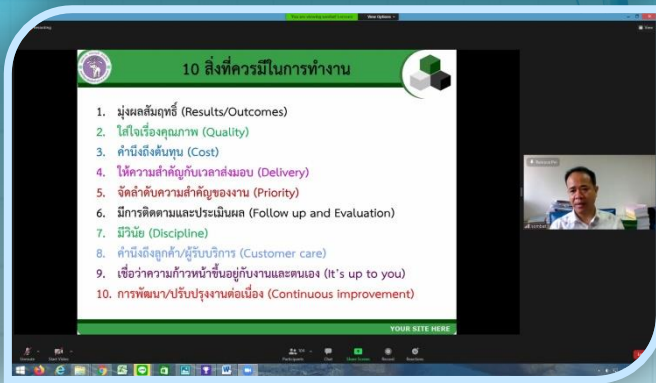 You are viewing sombat's screen View Options
Recording
View
10 สิ่งที่ควรมีในการทำงาน
1. มุ่งผลสัมฤทธิ์ (Results/Outcomes)
2. ใส่ใจเรื่องคุณภาพ (Quality)
3. คำนึงถึงต้นทุน (Cost)
4. ให้ความสำคัญกับเวลาส่งมอบ (Delivery)
5. จัดลำดับความสำคัญของงาน (Priority)
6. มีการติดตามและประเมินผล (Follow up and Evaluation)
7. มีวินัย (Discipline)
8. คำนึงถึงลูกค้า/ผู้รับบริการ (Customer care)
9. เชื่อว่าความก้าวหน้าขึ้นอยู่กับงานและตนเอง (It's up to you)
10. การพัฒนา/ปรับปรุงงานต่อเนื่อง (Continuous improvement)
YOUR SITE HERE
sombat
Unmute Start Video Participants Chat Share Screen Record Reactions